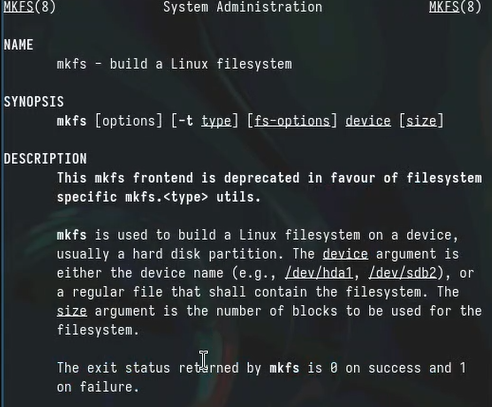 MKFS(8) System Administration MKFS(8)
NAME
mkfs - build a Linux filesystem
SYNOPSIS
mkfs [options] [-t type] [fs-options] device [size]
DESCRIPTION
This mkfs frontend is deprecated in favour of filesystem
specific mkfs.<type> utils.
mkfs is used to build a Linux filesystem on a device,
usually a hard disk partition. The device argument is
either the device name (e.g., /dev/hda1, /dev/sdb2), or
a regular file that shall contain the filesystem. The
size argument is the number of blocks to be used for the
filesystem.
The exit status returned by mkfs is 0 on success and 1
on failure.